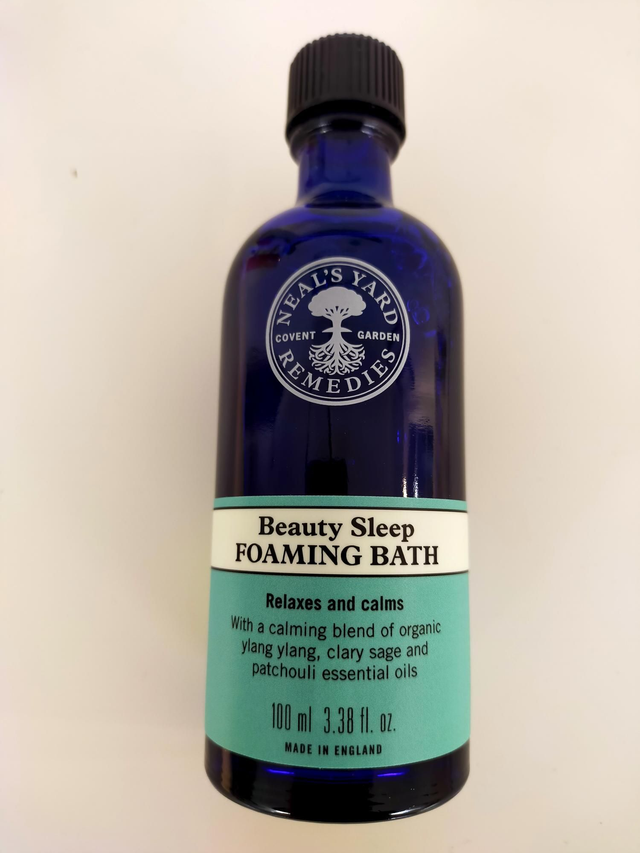 NEAL'S YARD
COVENT GARDEN
REMEDIES
Beauty Sleep
FOAMING BATH
Relaxes and calms
With a calming blend of organic
ylang ylang, clary sage and
patchouli essential oils
100 ml 3.38 fl. oz.
MADE IN ENGLAND